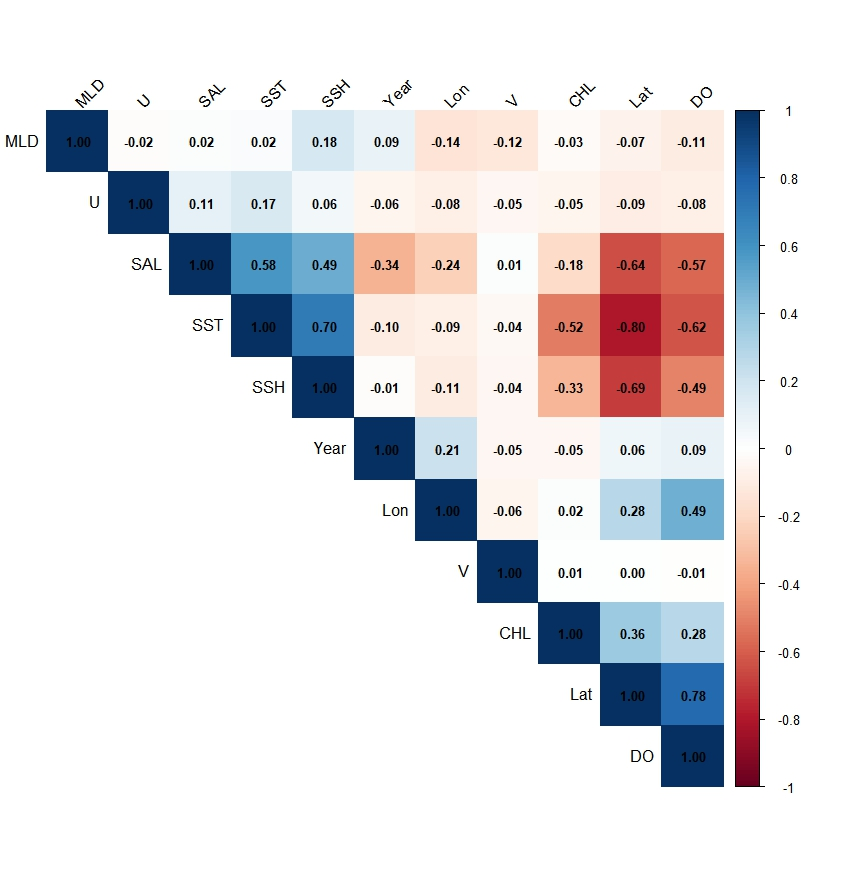 MLD U SAL SST SSH Year Lon V CHL Lat DO
MLD 1.00 -0.02 0.02 0.02 0.18 0.09 -0.14 -0.12 -0.03 -0.07 -0.11
U 1.00 0.11 0.17 0.06 -0.06 -0.08 -0.05 -0.05 -0.09 -0.08
SAL 1.00 0.58 0.49 -0.34 -0.24 0.01 -0.18 -0.64 -0.57
SST 1.00 0.70 -0.10 -0.09 -0.04 -0.52 -0.80 -0.62
SSH 1.00 -0.01 -0.11 -0.04 -0.33 -0.69 -0.49
Year 1.00 0.21 -0.05 -0.05 0.06 0.09
Lon 1.00 -0.06 0.02 0.28 0.49
V 1.00 0.01 0.00 -0.01
CHL 1.00 0.36 0.28
Lat 1.00 0.78
DO 1.00
1
0.8
0.6
0.4
0.2
0
-0.2
-0.4
-0.6
-0.8
-1